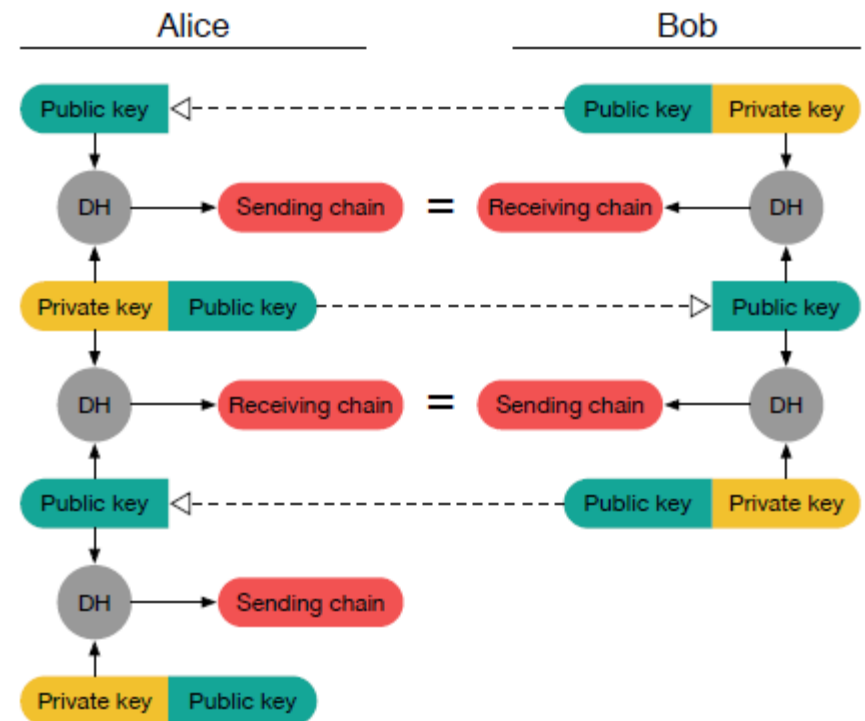 Alice Bob
Public key Public key Private key
DH Sending chain = Receiving chain DH
Private key Public key Public key
DH Receiving chain = Sending chain DH
Public key Public key Private key
DH Sending chain
Private key Public key